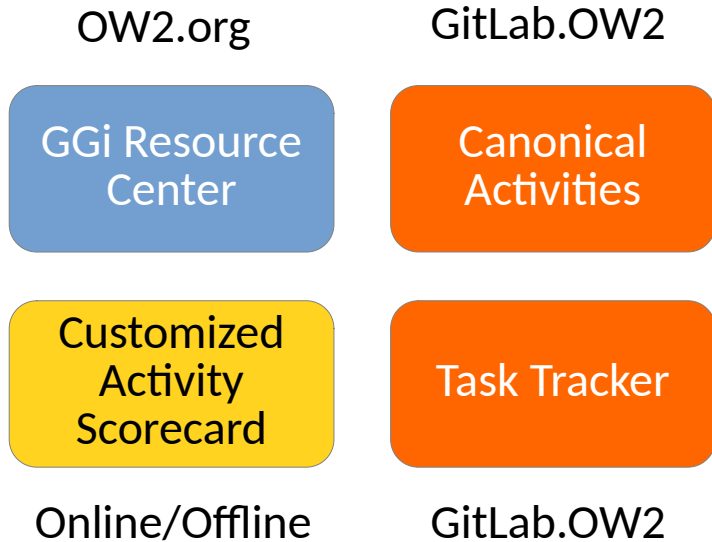 OW2.org
GitLab.OW2
GGi Resource
Center
Canonical
Activities
Customized
Activity
Scorecard
Task Tracker
Online/Offline
GitLab.OW2